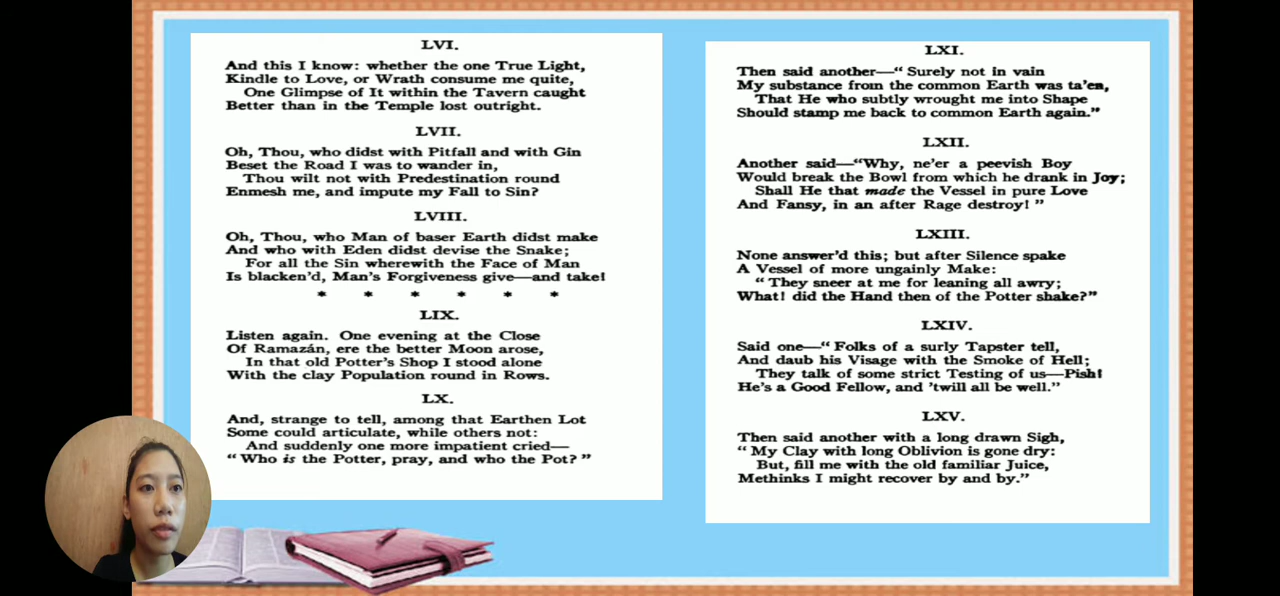 LVI.
And this I know: whether the one True Light,
Kindle to Love, or Wrath consume me quite,
One Glimpse of It within the Tavern caught
Better than in the Temple lost outright.
LVII.
Oh, Thou, who didst with Pitfall and with Gin
Beset the Road I was to wander in,
Thou wilt not with Predestination round
Enmesh me, and impute my Fall to Sin?
LVIII.
Oh, Thou, who Man of baser Earth didst make
And who with Eden didst devise the Snake;
For all the Sin wherewith the Face of Man
Is blacken'd, Man's Forgiveness give—and take!
* * * * * *
LIX.
Listen again. One evening at the Close
Of Ramazán, ere the better Moon arose,
In that old Potter's Shop I stood alone
With the clay Population round in Rows.
LX.
And, strange to tell, among that Earthen Lot
Some could articulate, while others not:
And suddenly one more impatient cried—
"Who is the Potter, pray, and who the Pot?"
LXI.
Then said another—"Surely not in vain
My substance from the common Earth was ta'en,
That He who subtly wrought me into Shape
Should stamp me back to common Earth again."
LXII.
Another said—"Why, ne'er a peevish Boy
Would break the Bowl from which he drank in Joy;
Shall He that made the Vessel in pure Love
And Fansy, in an after Rage destroy!"
LXIII.
None answer'd this; but after Silence spake
A Vessel of more ungainly Make:
"They sneer at me for leaning all awry;
What! did the Hand then of the Potter shake?"
LXIV.
Said one—"Folks of a surly Tapster tell,
And daub his Visage with the Smoke of Hell;
They talk of some strict Testing of us—Pish!
He's a Good Fellow, and 'twill all be well."
LXV.
Then said another with a long drawn Sigh,
"My Clay with long Oblivion is gone dry:
But, fill me with the old familiar Juice,
Methinks I might recover by and by."